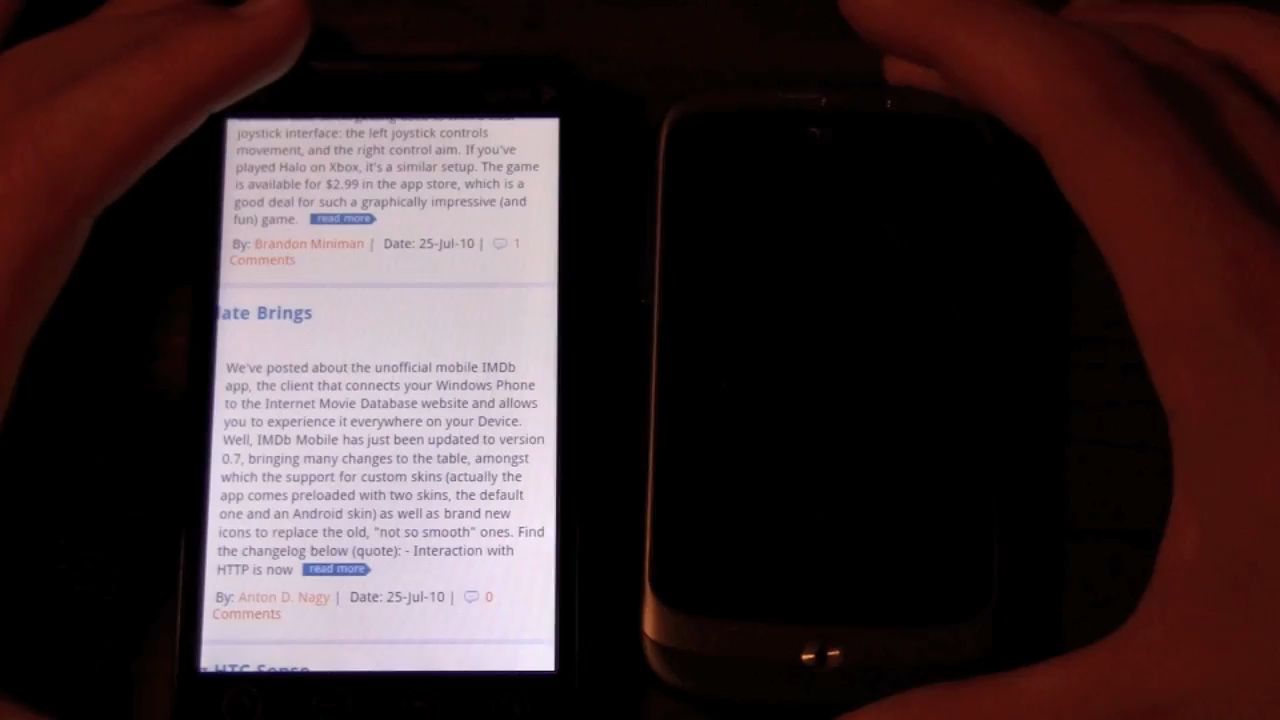 joystick interface: the left joystick controls
movement, and the right control aim. If you've
played Halo on Xbox, it's a similar setup. The game
is available for $2.99 in the app store, which is a
good deal for such a graphically impressive (and
fun) game. read more
By: Brandon Miniman | Date: 25-Jul-10 | 1
Comments
late Brings
We've posted about the unofficial mobile IMDb
app, the client that connects your Windows Phone
to the Internet Movie Database website and allows
you to experience it everywhere on your Device.
Well, IMDb Mobile has just been updated to version
0.7, bringing many changes to the table, amongst
which the support for custom skins (actually the
app comes preloaded with two skins, the default
one and an Android skin) as well as brand new
icons to replace the old, "not so smooth" ones. Find
the changelog below (quote): - Interaction with
HTTP is now read more
By: Anton D. Nagy | Date: 25-Jul-10 | 0
Comments
HTC Sense